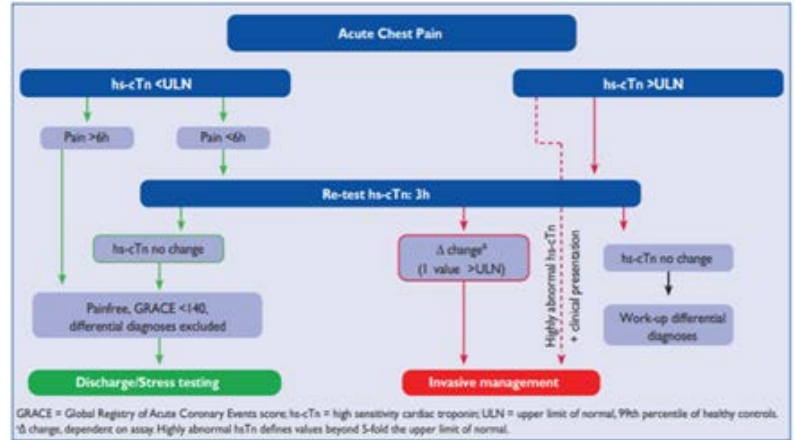 Acute Chest Pain
hs-cTn <ULN
hs-cTn >ULN
Pain >6h
Pain <6h
Re-test hs-cTn: 3h
hs-cTn no change
Δ changeᵃ
(1 value >ULN)
Highly abnormal hs-cTn
+ clinical presentation
hs-cTn no change
Painfree, GRACE <140,
differential diagnoses excluded
Work-up differential
diagnoses
Discharge/Stress testing
Invasive management
GRACE = Global Registry of Acute Coronary Events score; hs-cTn = high sensitivity cardiac troponin; ULN = upper limit of normal, 99th percentile of healthy controls.
ᵃΔ change, dependent on assay. Highly abnormal hsTn defines values beyond 5-fold the upper limit of normal.